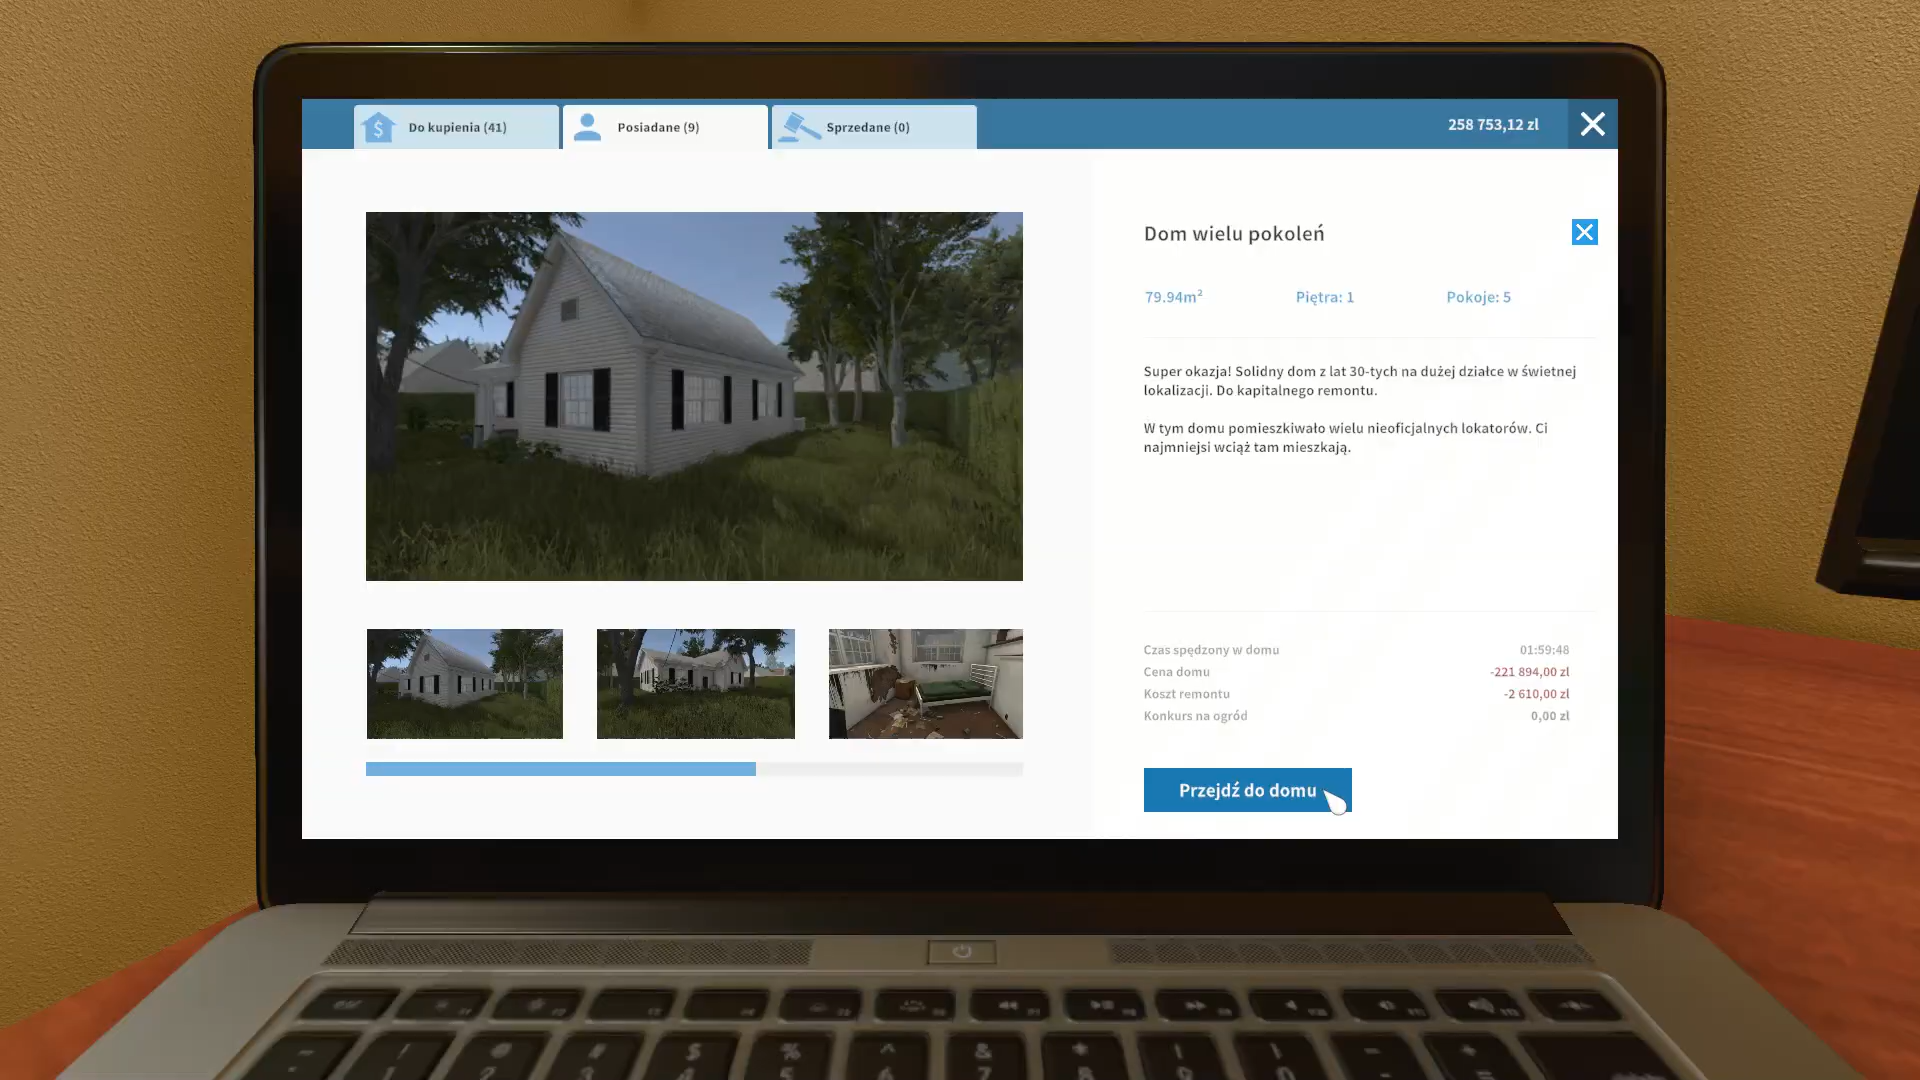 Do kupienia (41)
Posiadane (9)
Sprzedane (0)
258 753,12 zl
Dom wielu pokoleń
79.94m²
Piętra: 1
Pokoje: 5
Super okazja! Solidny dom z lat 30-tych na dużej działce w świetnej
lokalizacji. Do kapitalnego remontu.
W tym domu pomieszkiwało wielu nieoficjalnych lokatorów. Ci
najmniejsi wciąż tam mieszkają.
Czas spędzony w domu
01:59:48
Cena domu
-221 894,00 zl
Koszt remontu
-2 610,00 zl
Konkurs na ogród
0,00 zl
Przejdź do domu